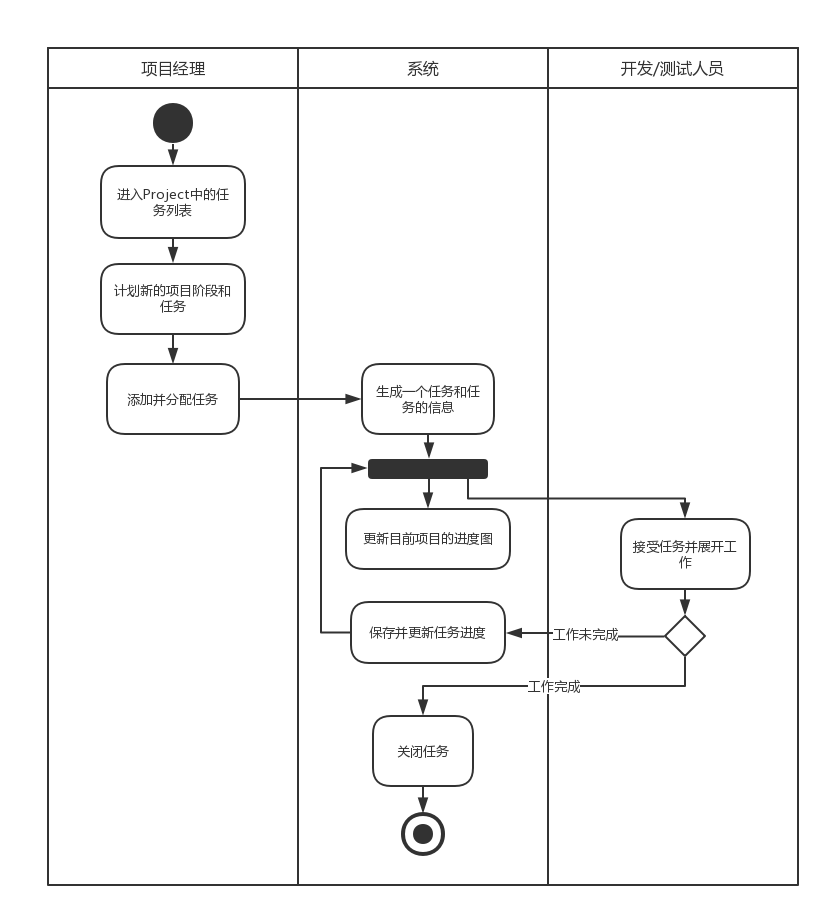 项目经理
系统
开发/测试人员
进入Project中的任
务列表
计划新的项目阶段和
任务
添加并分配任务
生成一个任务和任
务的信息
更新目前项目的进度图
接受任务并展开工
作
保存并更新任务进度
工作未完成
工作完成
关闭任务